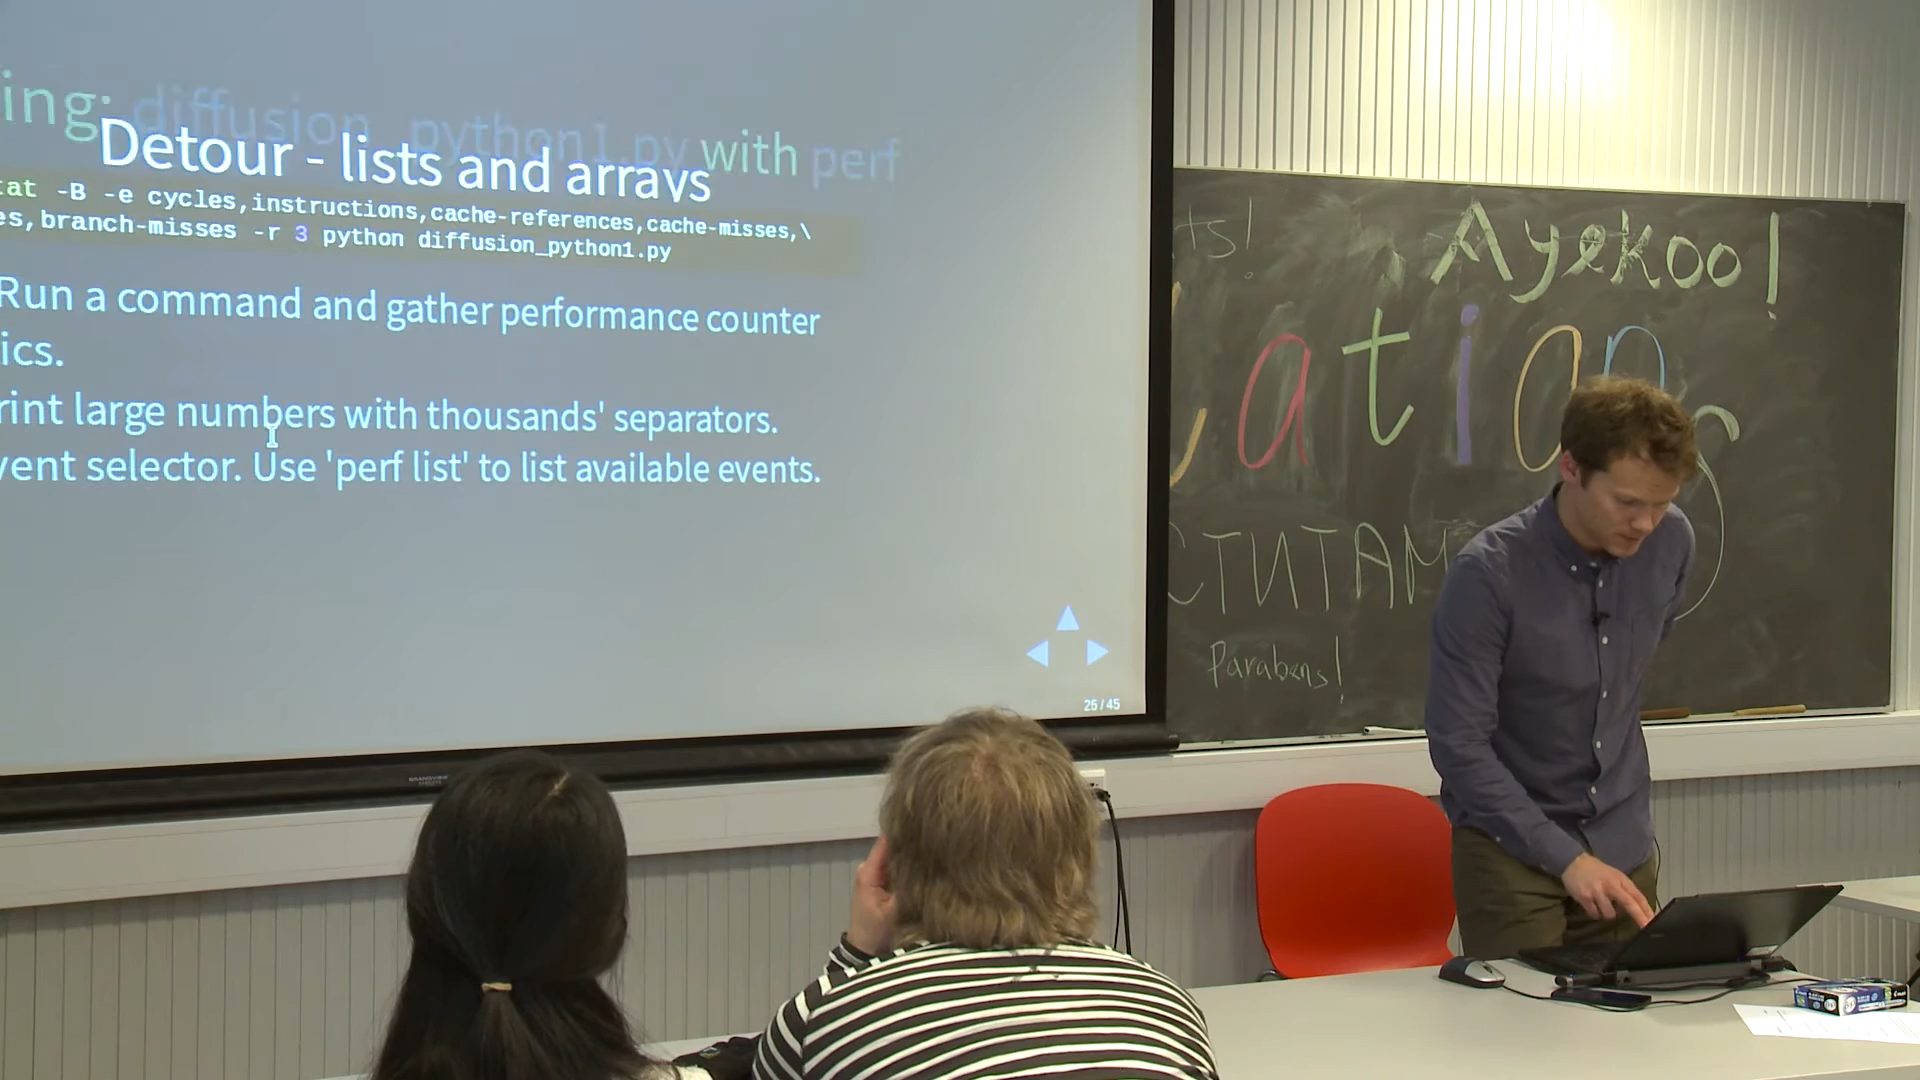 ing: diffusion_python1.py with perf
Detour - lists and arrays
tat -B -e cycles,instructions,cache-references,cache-misses,\
es,branch-misses -r 3 python diffusion_python1.py
Run a command and gather performance counter
ics.
rint large numbers with thousands' separators.
vent selector. Use 'perf list' to list available events.
25 / 45
ts!
Ayekoo!
ation
СТИТАМ
Parabens!